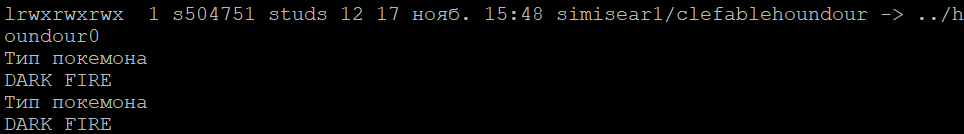 lrwxrwxrwx  1 s504751 studs 12 17 нояб. 15:48 simisear1/clefablehoundour -> ../h
oundour0
Тип покемона
DARK FIRE
Тип покемона
DARK FIRE